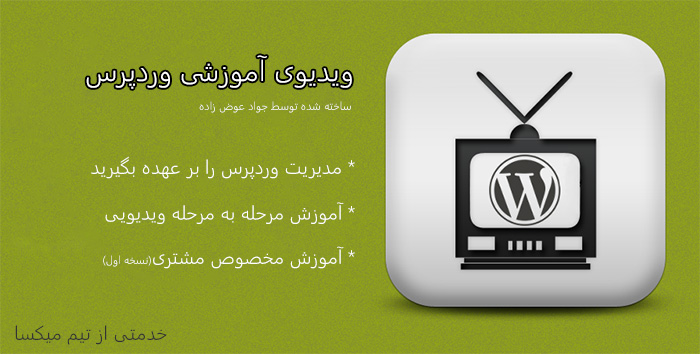 ویدیوی آموزشی وردپرس
ساخته شده توسط جواد عوض زاده
* مدیریت وردپرس را بر عهده بگیرید
* آموزش مرحله به مرحله ویدیویی
* آموزش مخصوص مشتری(نسخه اول)
خدمتی از تیم میکسا
W